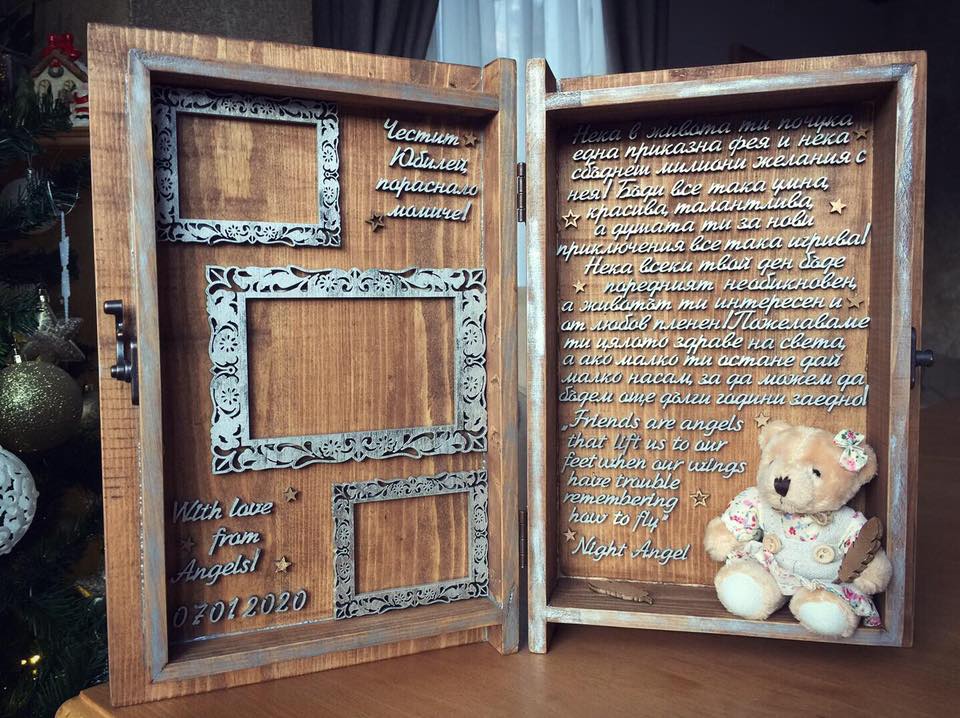 Честит
Юбилей,
пораснало
момиче!
With love
from
Angels!
07.01.2020
Нека в живота ти почука
една приказна фея и нека
сбъднеш милиони желания с
нея! Бъди все така умна,
красива, талантлива,
а душата ти за нови
приключения все така игрива!
Нека всеки твой ден бъде
поредният необикновен,
а животът ти интересен и
от любов пленен! Пожелаваме
ти цялото здраве на света,
а ако малко ти остане дай
малко насам, за да можем да
бъдем още дълги години заедно!
„Friends are angels
that lift us to our
feet when our wings
have trouble
remembering
how to fly"
Night Angel